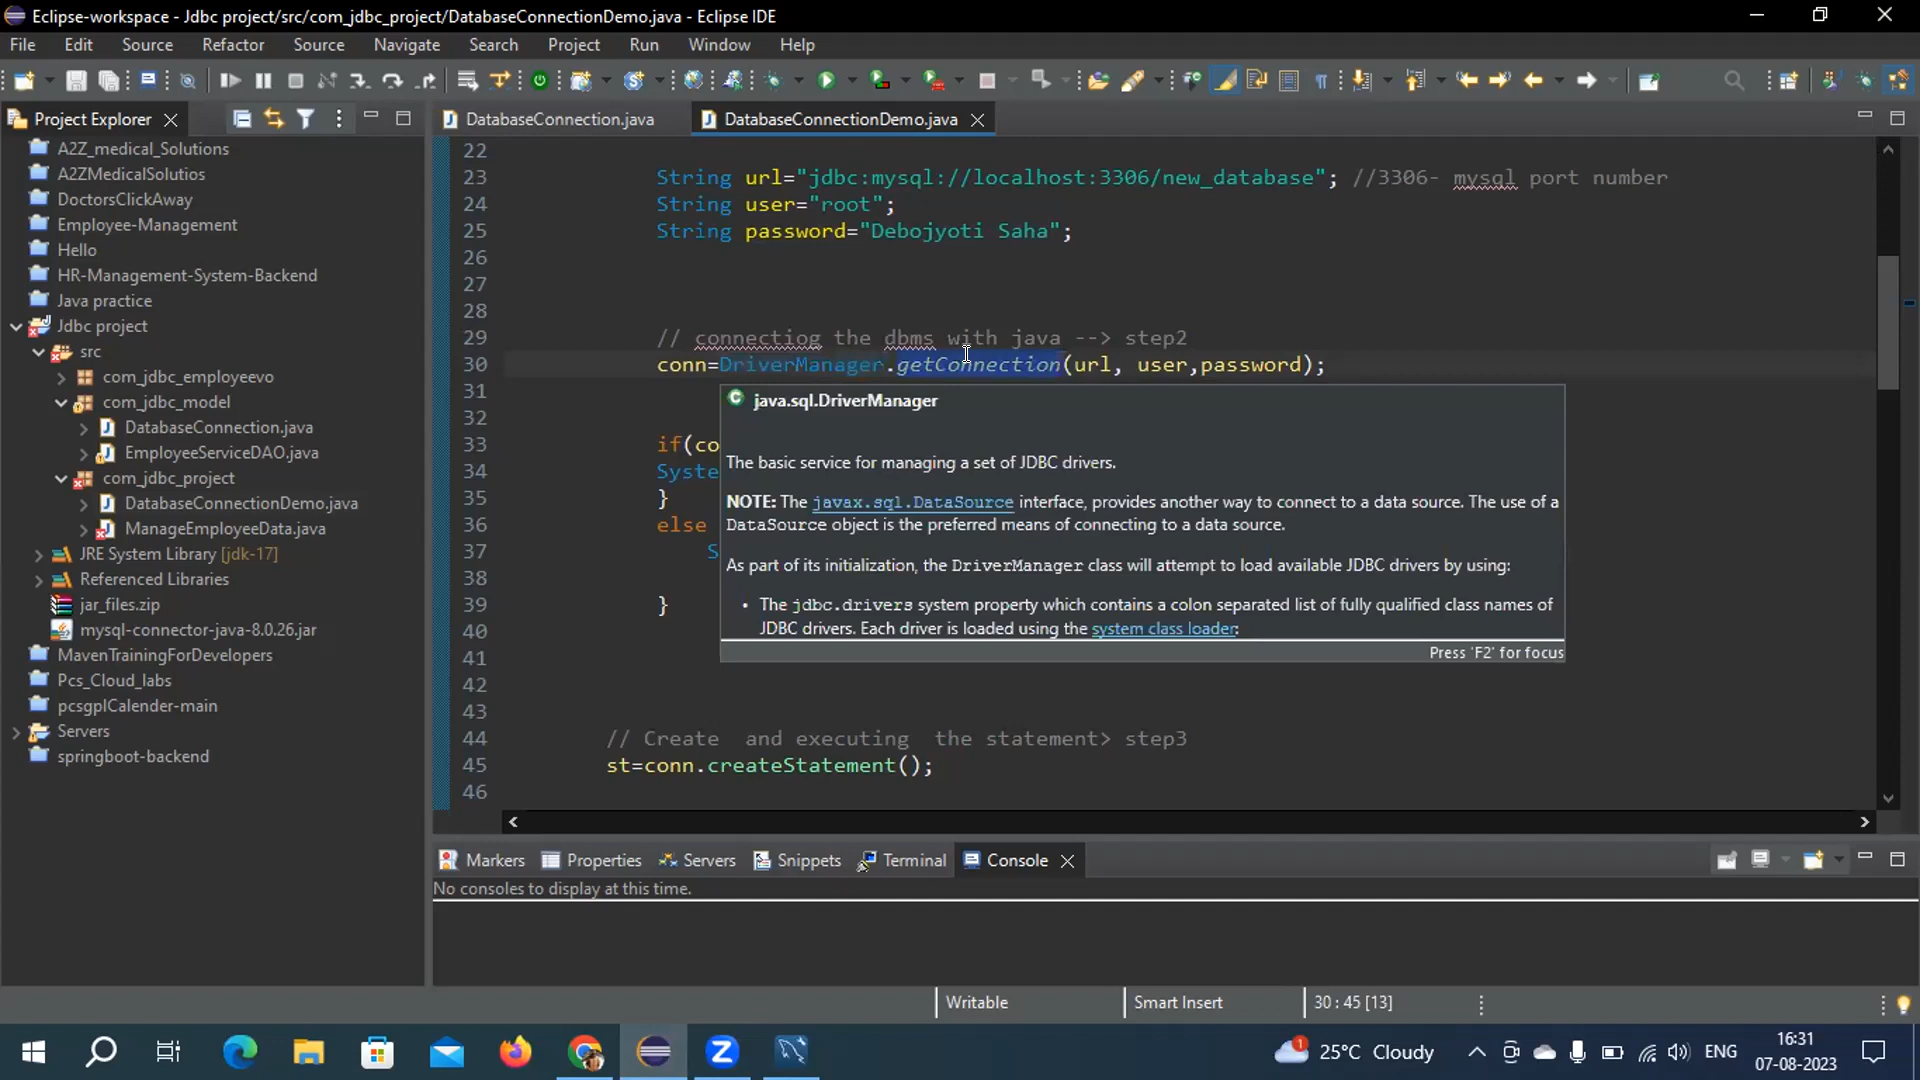 Eclipse-workspace - Jdbc project/src/com_jdbc_project/DatabaseConnectionDemo.java - Eclipse IDE
File Edit Source Refactor Source Navigate Search Project Run Window Help
Project Explorer
A2Z_medical_Solutions
A2ZMedicalSolutios
DoctorsClickAway
Employee-Management
Hello
HR-Management-System-Backend
Java practice
Jdbc project
src
com_jdbc_employeevo
com_jdbc_model
DatabaseConnection.java
EmployeeServiceDAO.java
com_jdbc_project
DatabaseConnectionDemo.java
ManageEmployeeData.java
JRE System Library [jdk-17]
Referenced Libraries
jar_files.zip
mysql-connector-java-8.0.26.jar
MavenTrainingForDevelopers
Pcs_Cloud_labs
pcsgplCalender-main
Servers
springboot-backend
DatabaseConnection.java DatabaseConnectionDemo.java
22
23 String url="jdbc:mysql://localhost:3306/new_database"; //3306- mysql port number
24 String user="root";
25 String password="Debojyoti Saha";
26
27
28
29 // connectiog the dbms with java --> step2
30 conn=DriverManager.getConnection(url, user,password);
31
32
33 if(co
34 Syste
35 }
36 else
37 S
38
39 }
40
41
42
43
44 // Create  and executing  the statement> step3
45 st=conn.createStatement();
46
java.sql.DriverManager
The basic service for managing a set of JDBC drivers.
NOTE: The javax.sql.DataSource interface, provides another way to connect to a data source. The use of a
DataSource object is the preferred means of connecting to a data source.
As part of its initialization, the DriverManager class will attempt to load available JDBC drivers by using:
• The jdbc.drivers system property which contains a colon separated list of fully qualified class names of
JDBC drivers. Each driver is loaded using the system class loader:
Press 'F2' for focus
Markers Properties Servers Snippets Terminal Console
No consoles to display at this time.
Writable Smart Insert 30 : 45 [13]
1 25°C Cloudy ENG 16:31
07-08-2023